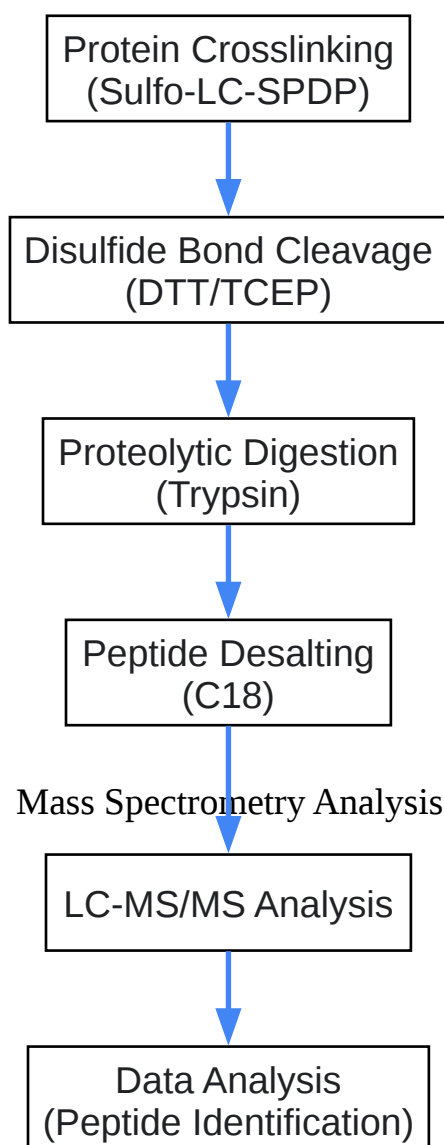 Protein Crosslinking
(Sulfo-LC-SPDP)
Disulfide Bond Cleavage
(DTT/TCEP)
Proteolytic Digestion
(Trypsin)
Peptide Desalting
(C18)
Mass Spectrometry Analysis
LC-MS/MS Analysis
Data Analysis
(Peptide Identification)